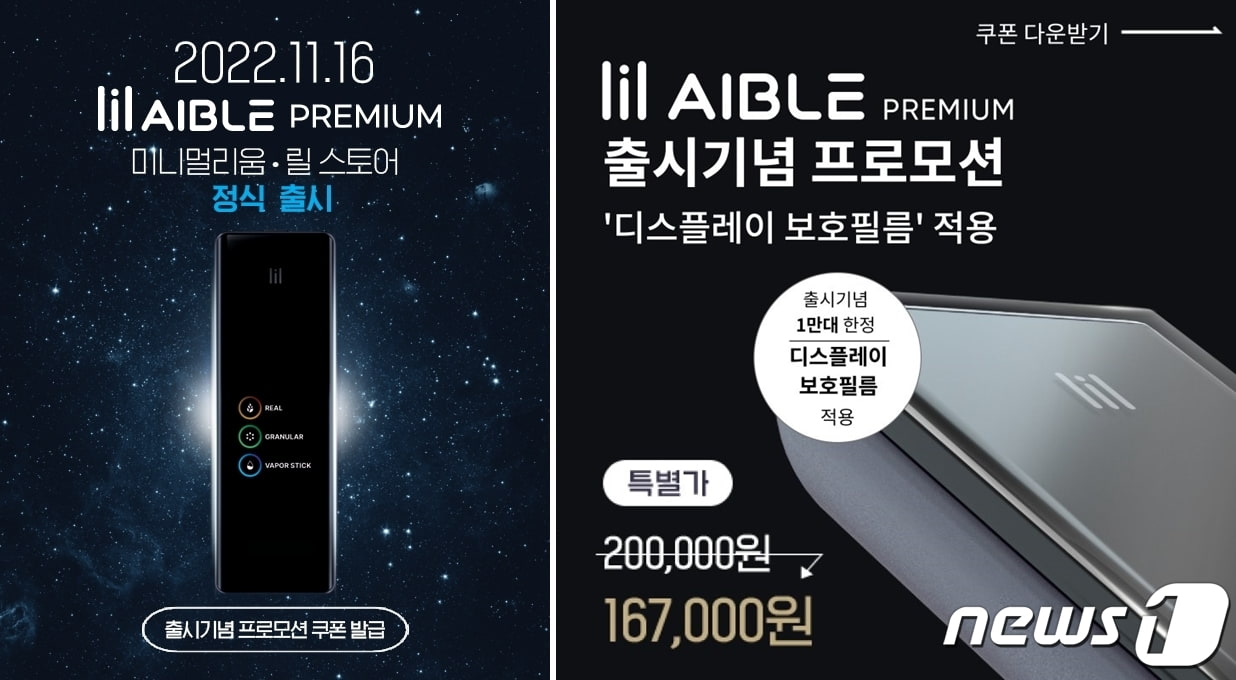 2022.11.16
lil AIBLE PREMIUM
미니멀리움·릴 스토어
정식 출시
lil
REAL
GRANULAR
VAPOR STICK
출시기념 프로모션 쿠폰 발급
쿠폰 다운받기
lil AIBLE PREMIUM
출시기념 프로모션
'디스플레이 보호필름' 적용
출시기념
1만대 한정
디스플레이
보호필름
적용
lil
특별가
200,000원
167,000원
news1